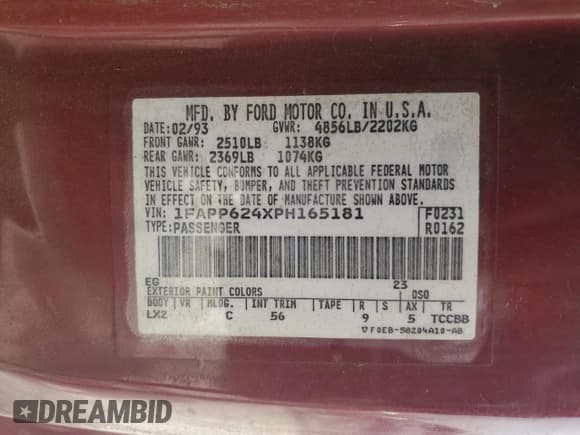 MFD. BY FORD MOTOR CO. IN U.S.A.
DATE: 02/93 GVWR: 4856LB/2202KG
FRONT GAWR: 2510LB 1138KG
REAR GAWR: 2369LB 1074KG
THIS VEHICLE CONFORMS TO ALL APPLICABLE FEDERAL MOTOR
VEHICLE SAFETY, BUMPER, AND THEFT PREVENTION STANDARDS
IN EFFECT ON THE DATE OF MANUFACTURE SHOWN ABOVE.
VIN: 1FAPP624XPH165181 F0231
TYPE: PASSENGER R0162
EG 23
EXTERIOR PAINT COLORS DSO
BODY VR MLDG. INT TRIM TAPE R S AX TR
LX2 C 56 9 5 TCCBB
▽ F0EB-50204A10-AB
DREAMBID